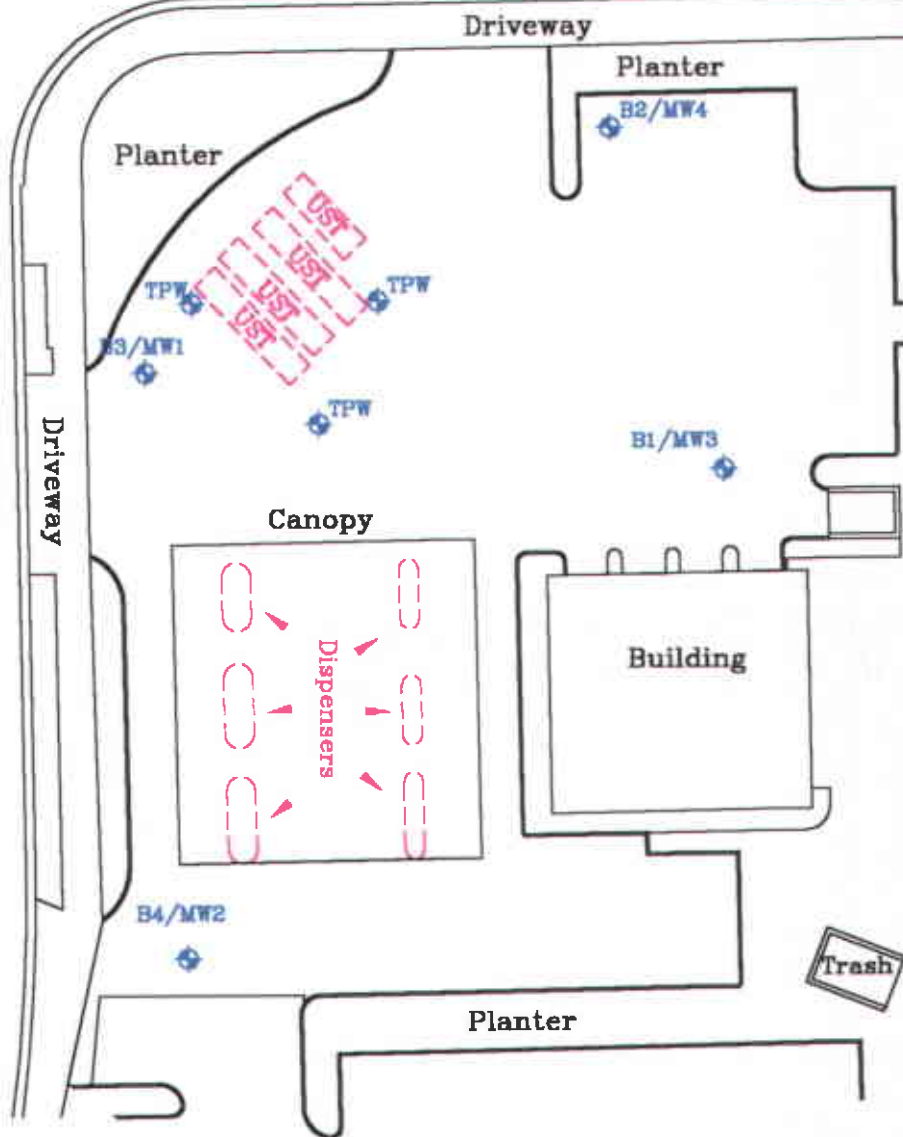 Driveway
Planter
B2/MW4
Planter
UST
UST
UST
UST
TPW
TPW
B3/MW1
TPW
Driveway
B1/MW3
Canopy
Dispensers
Building
B4/MW2
Trash
Planter